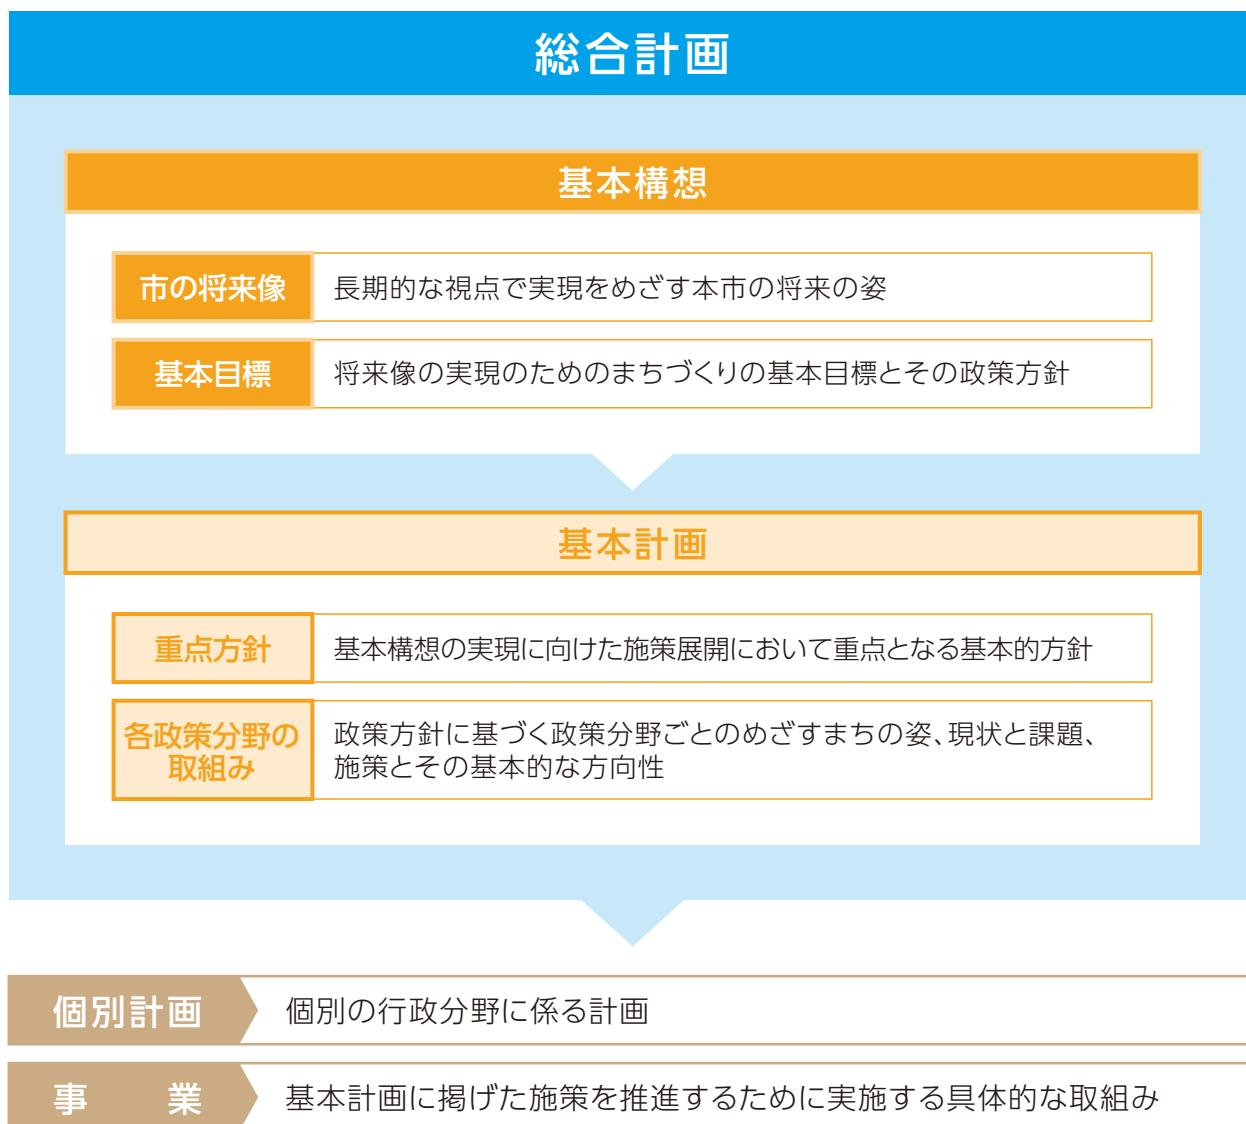 総合計画
基本構想
市の将来像
長期的な視点で実現をめざす本市の将来の姿
基本目標
将来像の実現のためのまちづくりの基本目標とその政策方針
基本計画
重点方針
基本構想の実現に向けた施策展開において重点となる基本的方針
各政策分野の
取組み
政策方針に基づく政策分野ごとのめざすまちの姿、現状と課題、
施策とその基本的な方向性
個別計画
個別の行政分野に係る計画
事業
基本計画に掲げた施策を推進するために実施する具体的な取組み